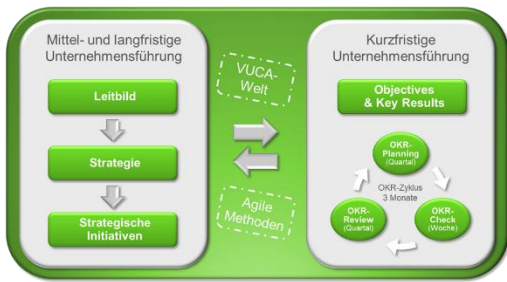 Mittel- und langfristige
Unternehmensführung
Leitbild
Strategie
Strategische
Initiativen
VUCA-
Welt
Agile
Methoden
Kurzfristige
Unternehmensführung
Objectives
& Key Results
OKR-
Planning
(Quartal)
OKR-Zyklus
3 Monate
OKR-
Review
(Quartal)
OKR-
Check
(Woche)